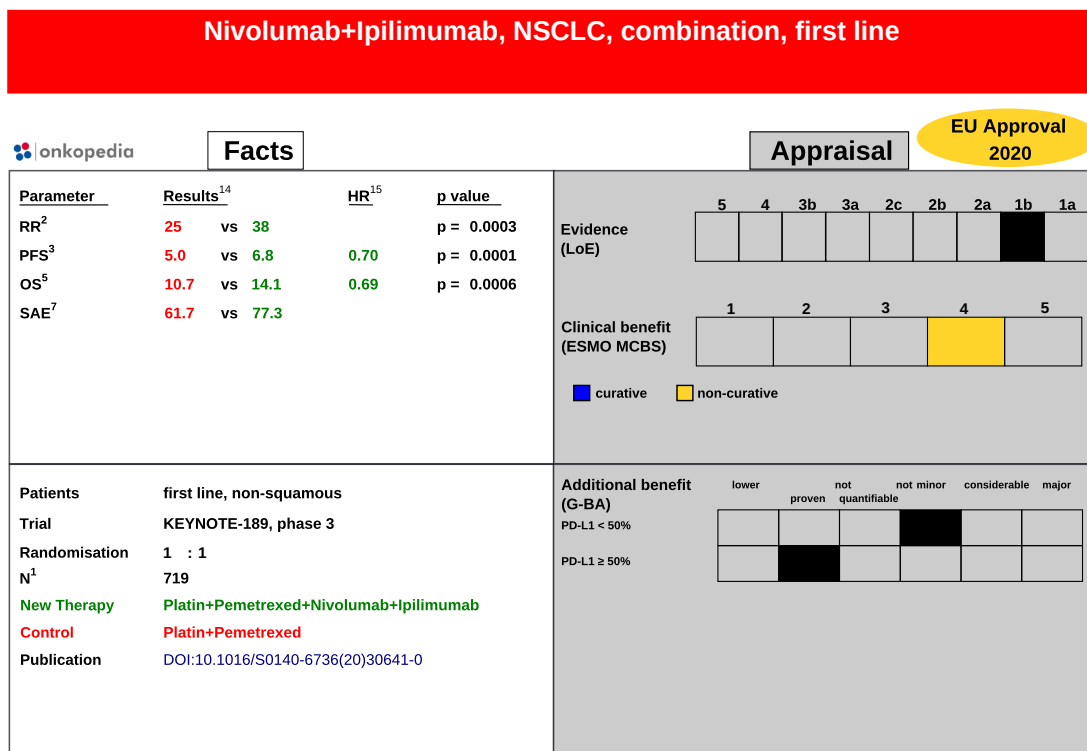 Nivolumab+Ipilimumab, NSCLC, combination, first line
onkopedia
Facts
Appraisal
EU Approval
2020
Parameter Results14 HR15 p value
RR2 25 vs 38 p = 0.0003
PFS3 5.0 vs 6.8 0.70 p = 0.0001
OS5 10.7 vs 14.1 0.69 p = 0.0006
SAE7 61.7 vs 77.3
5 4 3b 3a 2c 2b 2a 1b 1a
Evidence
(LoE)
1 2 3 4 5
Clinical benefit
(ESMO MCBS)
curative non-curative
Patients first line, non-squamous
Trial KEYNOTE-189, phase 3
Randomisation 1 : 1
N1 719
New Therapy Platin+Pemetrexed+Nivolumab+Ipilimumab
Control Platin+Pemetrexed
Publication DOI:10.1016/S0140-6736(20)30641-0
Additional benefit
(G-BA)
lower not not minor considerable major
proven quantifiable
PD-L1 < 50%
PD-L1 ≥ 50%